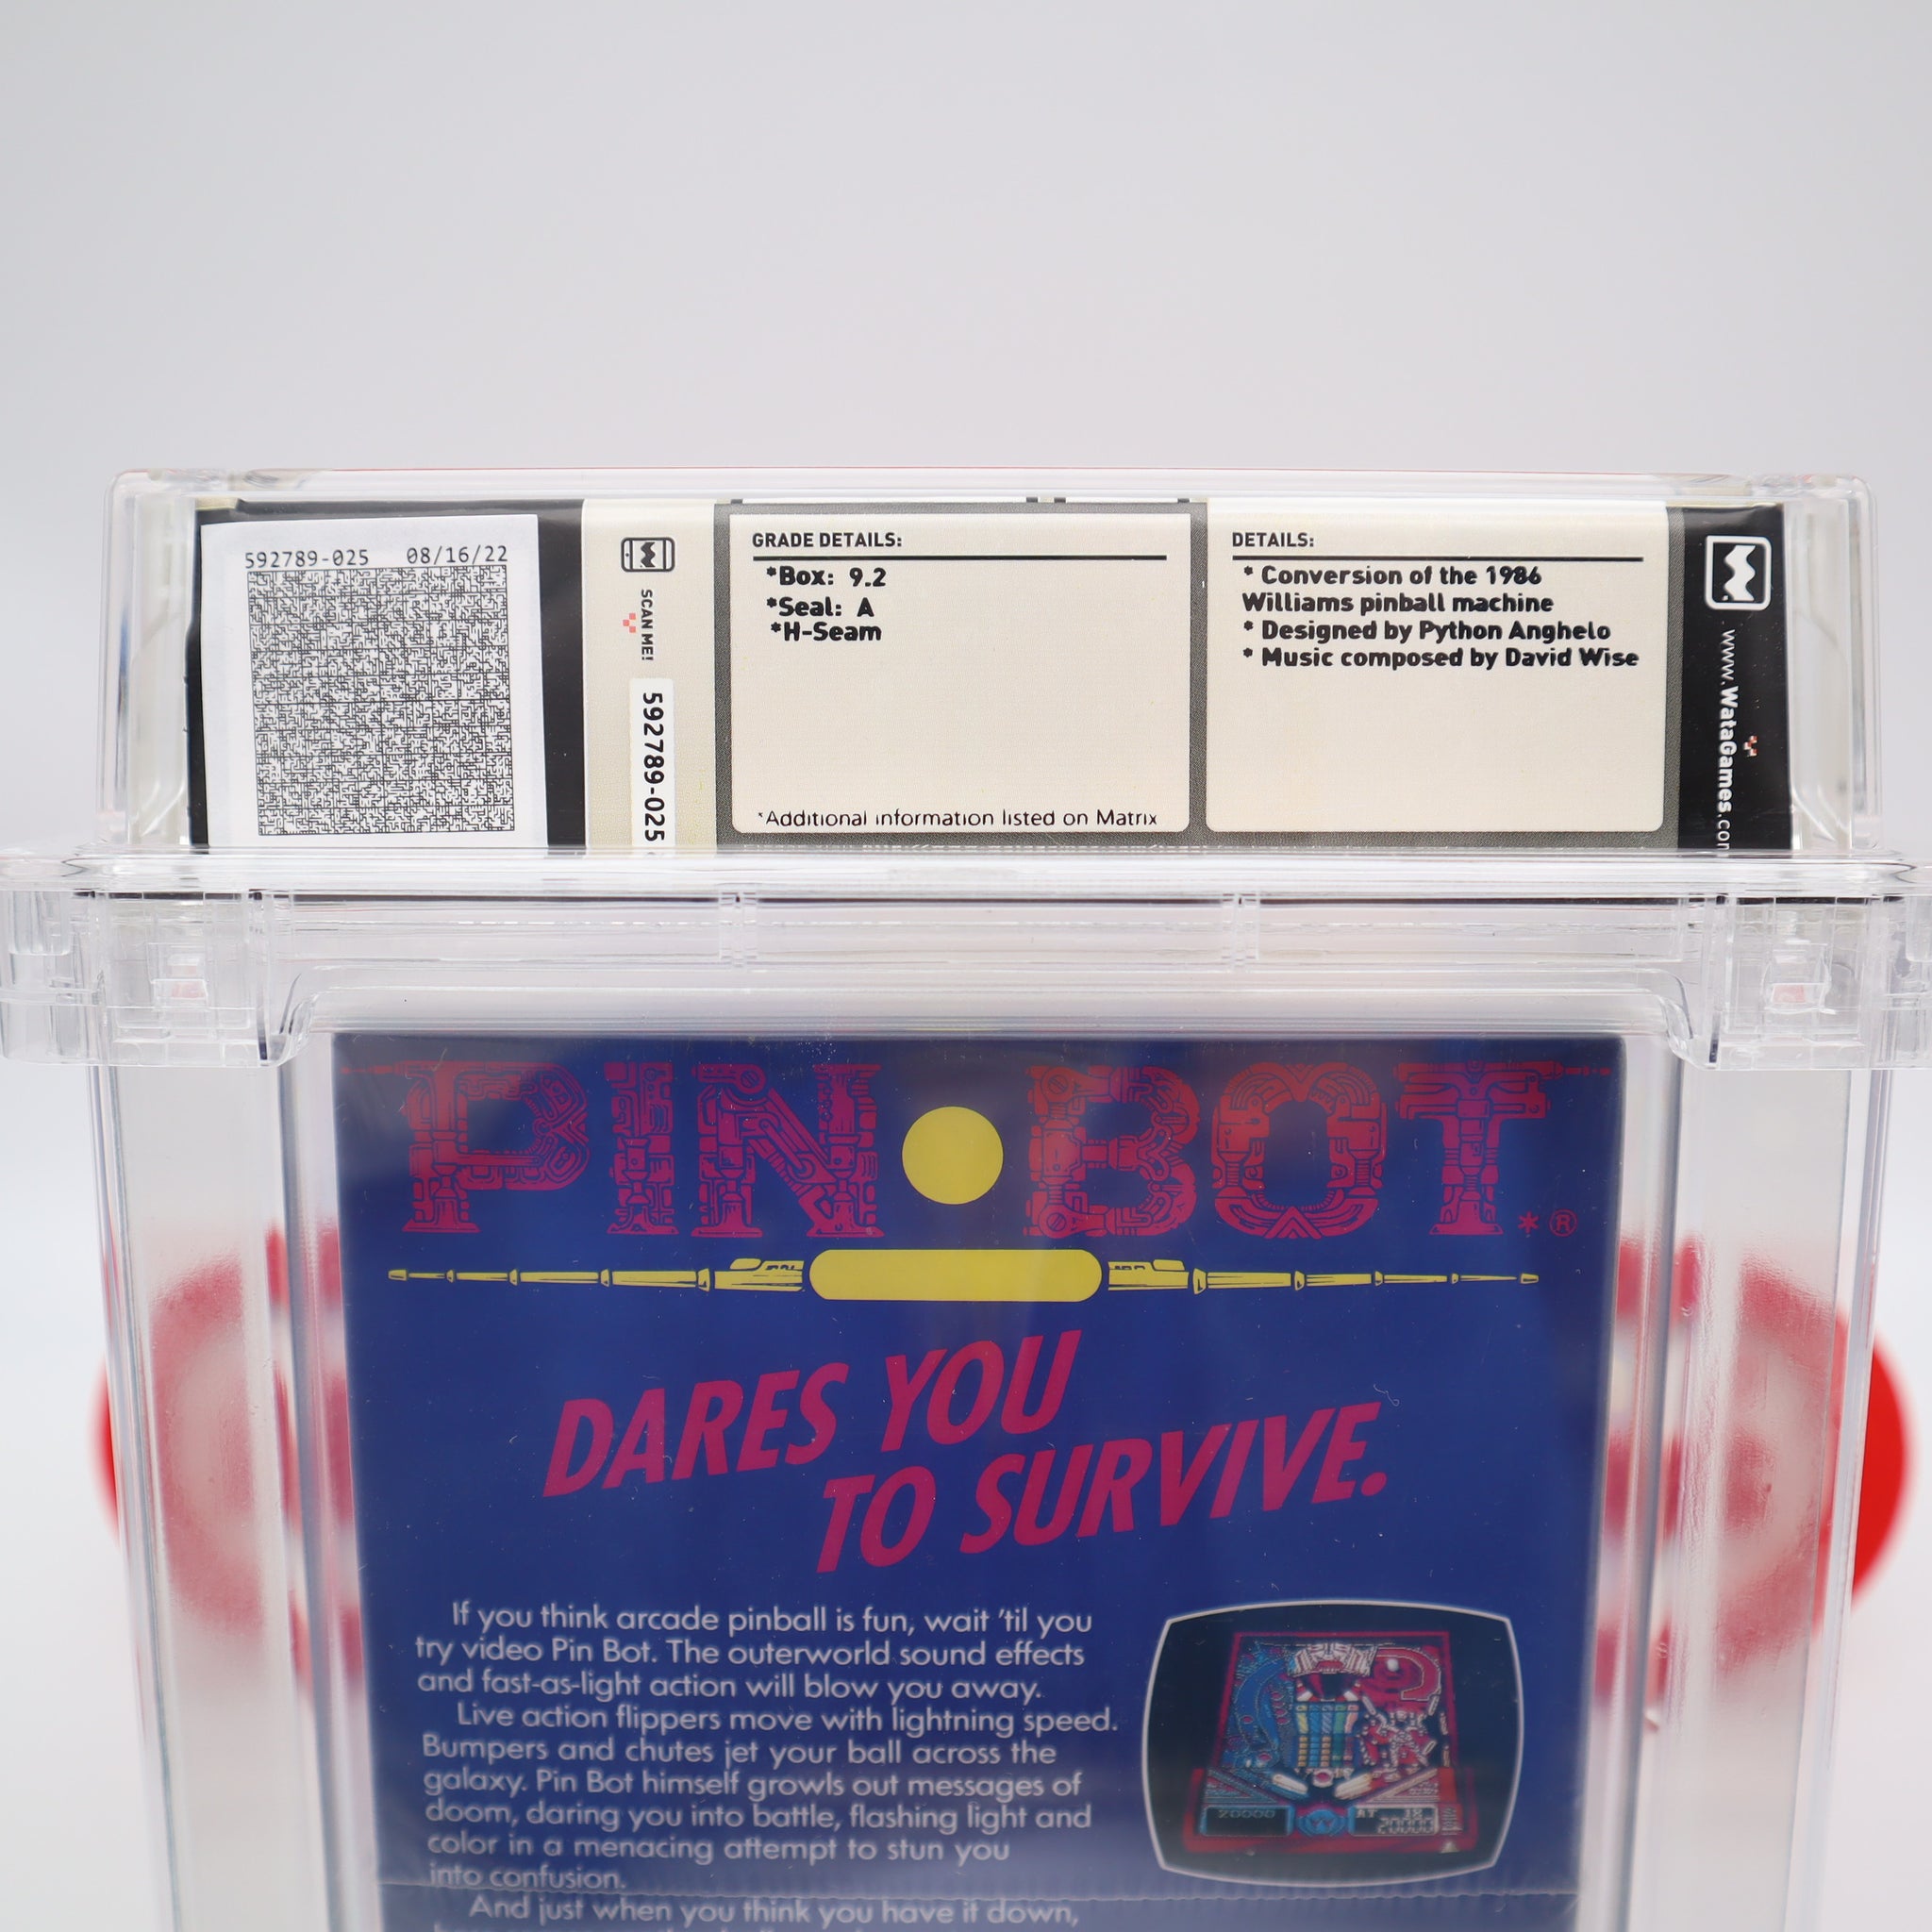 592789-025 08/16/22
SCAN ME!
592789-025
GRADE DETAILS:
*Box: 9.2
*Seal: A
*H-Seam
*Additional information listed on Matrix
DETAILS:
* Conversion of the 1986
Williams pinball machine
* Designed by Python Anghelo
* Music composed by David Wise
www.WataGames.com
PIN BOT.*®
DARES YOU
TO SURVIVE.
If you think arcade pinball is fun, wait 'til you
try video Pin Bot. The outerworld sound effects
and fast-as-light action will blow you away.
Live action flippers move with lightning speed.
Bumpers and chutes jet your ball across the
galaxy. Pin Bot himself growls out messages of
doom, daring you into battle, flashing light and
color in a menacing attempt to stun you
into confusion.
And just when you think you have it down,
20000
20000